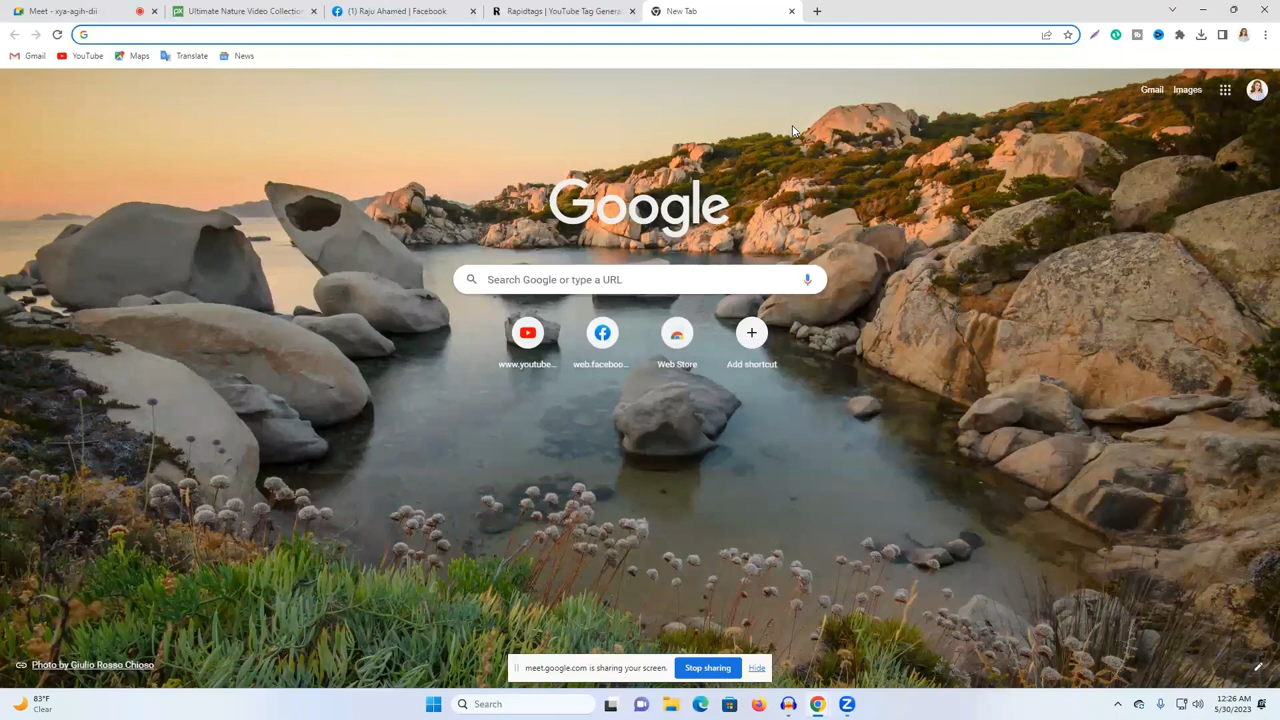 Meet - xya-agih-dii
Ultimate Nature Video Collection
(1) Raju Ahamed | Facebook
Rapidtags | YouTube Tag Genera
New Tab
Gmail
YouTube
Maps
Translate
News
Gmail
Images
Google
Search Google or type a URL
www.youtube...
web.faceboo...
Web Store
Add shortcut
Photo by Giulio Rosso Chioso
meet.google.com is sharing your screen.
Stop sharing
Hide
83°F
Clear
Search
12:26 AM
5/30/2023